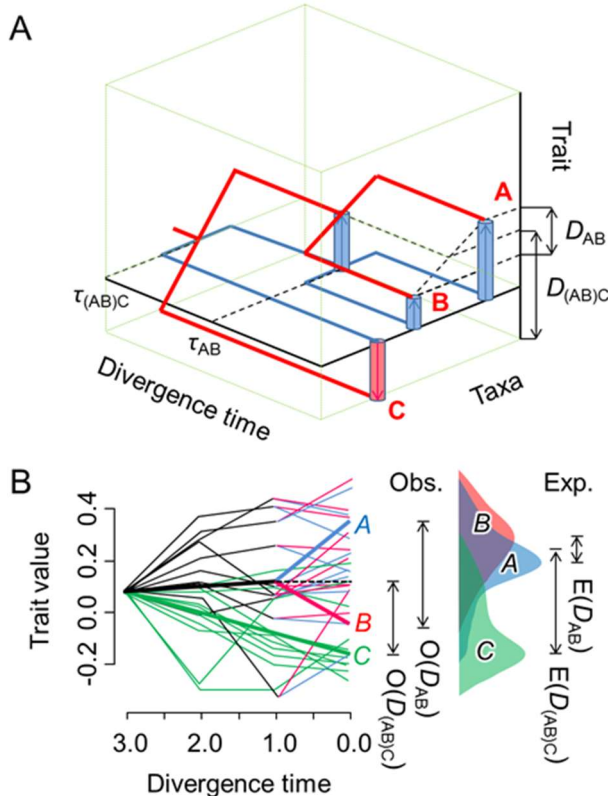 A
Trait
A
D_AB
B
D_(AB)C
τ_(AB)C
τ_AB
Divergence time
Taxa
C
B
Obs.
Exp.
Trait value
0.4
0.2
0.0
-0.2
A
B
C
O(D_(AB)C)
O(D_AB)
B
A
C
E(D_AB)
E(D_(AB)C)
3.0 2.0 1.0 0.0
Divergence time